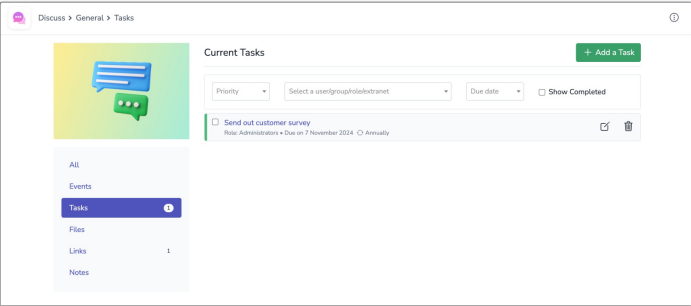 Discuss > General > Tasks
Current Tasks
+ Add a Task
Priority
Select a user/group/role/extranet
Due date
Show Completed
Send out customer survey
Role: Administrators • Due on 7 November 2024 Annually
All
Events
Tasks 1
Files
Links 1
Notes